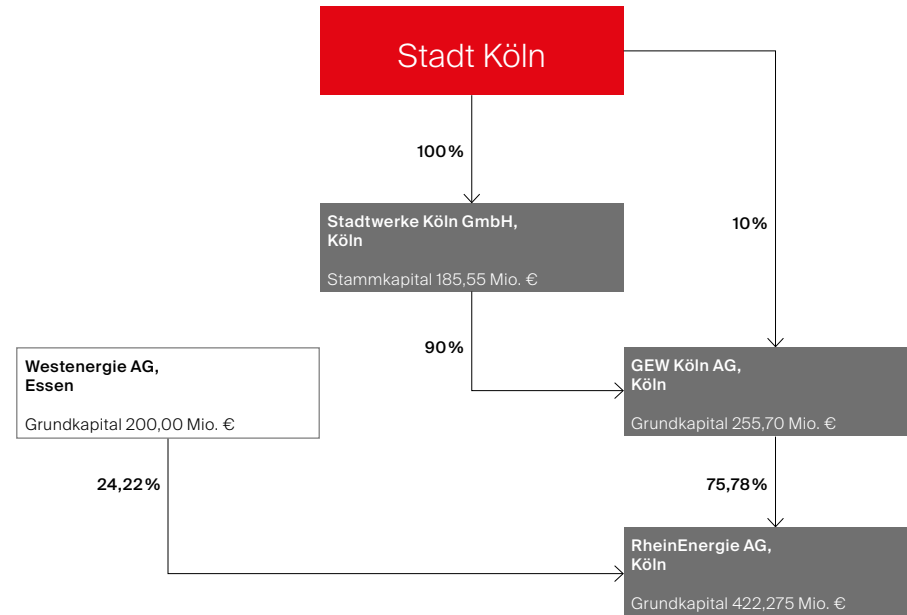 Stadt Köln
100%
Stadtwerke Köln GmbH,
Köln
Stammkapital 185,55 Mio. €
10%
90%
Westenergie AG,
Essen
Grundkapital 200,00 Mio. €
GEW Köln AG,
Köln
Grundkapital 255,70 Mio. €
24,22%
75,78%
RheinEnergie AG,
Köln
Grundkapital 422,275 Mio. €